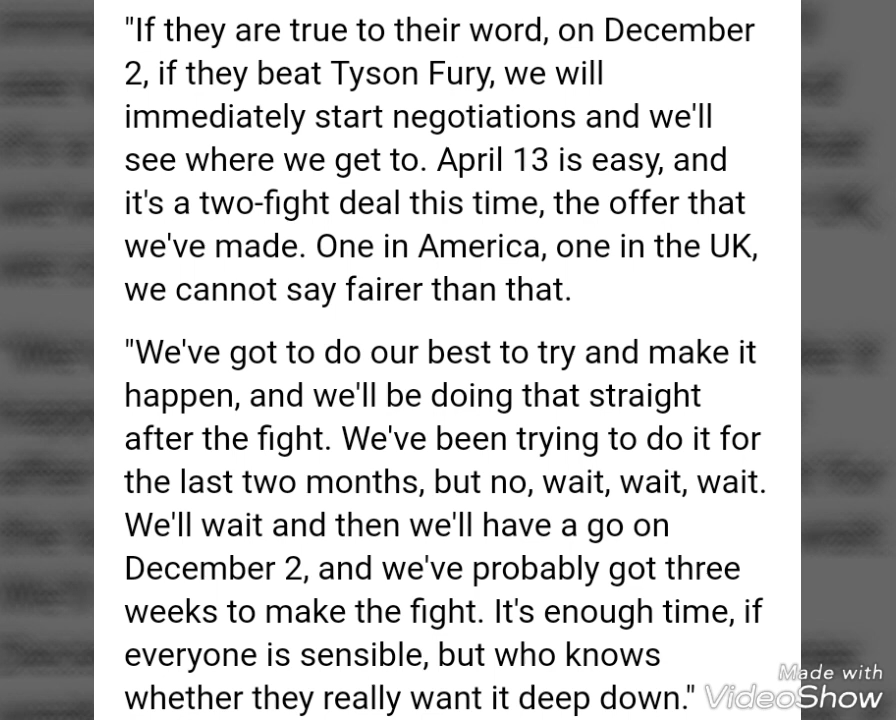 "If they are true to their word, on December
2, if they beat Tyson Fury, we will
immediately start negotiations and we'll
see where we get to. April 13 is easy, and
it's a two-fight deal this time, the offer that
we've made. One in America, one in the UK,
we cannot say fairer than that.
"We've got to do our best to try and make it
happen, and we'll be doing that straight
after the fight. We've been trying to do it for
the last two months, but no, wait, wait, wait.
We'll wait and then we'll have a go on
December 2, and we've probably got three
weeks to make the fight. It's enough time, if
everyone is sensible, but who knows
whether they really want it deep down."
Made with
VideoShow